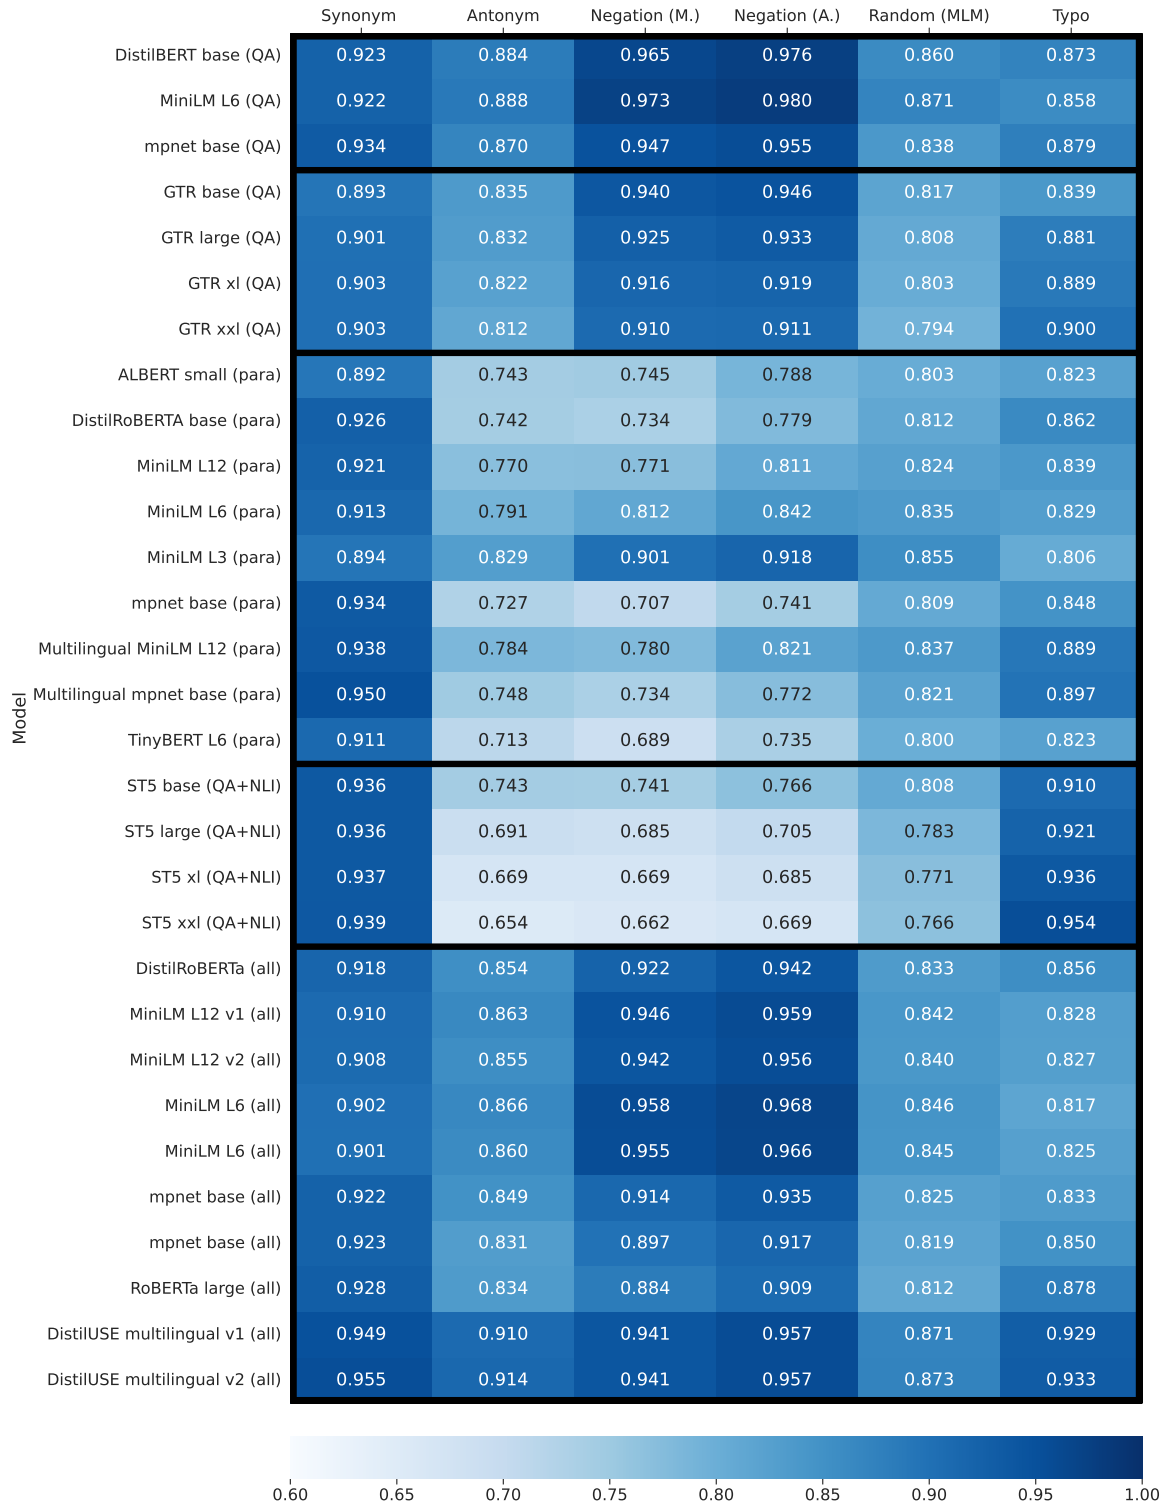 Synonym Antonym Negation (M.) Negation (A.) Random (MLM) Typo
DistilBERT base (QA) 0.923 0.884 0.965 0.976 0.860 0.873
MiniLM L6 (QA) 0.922 0.888 0.973 0.980 0.871 0.858
mpnet base (QA) 0.934 0.870 0.947 0.955 0.838 0.879
GTR base (QA) 0.893 0.835 0.940 0.946 0.817 0.839
GTR large (QA) 0.901 0.832 0.925 0.933 0.808 0.881
GTR xl (QA) 0.903 0.822 0.916 0.919 0.803 0.889
GTR xxl (QA) 0.903 0.812 0.910 0.911 0.794 0.900
ALBERT small (para) 0.892 0.743 0.745 0.788 0.803 0.823
DistilRoBERTA base (para) 0.926 0.742 0.734 0.779 0.812 0.862
MiniLM L12 (para) 0.921 0.770 0.771 0.811 0.824 0.839
MiniLM L6 (para) 0.913 0.791 0.812 0.842 0.835 0.829
MiniLM L3 (para) 0.894 0.829 0.901 0.918 0.855 0.806
mpnet base (para) 0.934 0.727 0.707 0.741 0.809 0.848
Multilingual MiniLM L12 (para) 0.938 0.784 0.780 0.821 0.837 0.889
Multilingual mpnet base (para) 0.950 0.748 0.734 0.772 0.821 0.897
Model
TinyBERT L6 (para) 0.911 0.713 0.689 0.735 0.800 0.823
ST5 base (QA+NLI) 0.936 0.743 0.741 0.766 0.808 0.910
ST5 large (QA+NLI) 0.936 0.691 0.685 0.705 0.783 0.921
ST5 xl (QA+NLI) 0.937 0.669 0.669 0.685 0.771 0.936
ST5 xxl (QA+NLI) 0.939 0.654 0.662 0.669 0.766 0.954
DistilRoBERTa (all) 0.918 0.854 0.922 0.942 0.833 0.856
MiniLM L12 v1 (all) 0.910 0.863 0.946 0.959 0.842 0.828
MiniLM L12 v2 (all) 0.908 0.855 0.942 0.956 0.840 0.827
MiniLM L6 (all) 0.902 0.866 0.958 0.968 0.846 0.817
MiniLM L6 (all) 0.901 0.860 0.955 0.966 0.845 0.825
mpnet base (all) 0.922 0.849 0.914 0.935 0.825 0.833
mpnet base (all) 0.923 0.831 0.897 0.917 0.819 0.850
RoBERTa large (all) 0.928 0.834 0.884 0.909 0.812 0.878
DistilUSE multilingual v1 (all) 0.949 0.910 0.941 0.957 0.871 0.929
DistilUSE multilingual v2 (all) 0.955 0.914 0.941 0.957 0.873 0.933
0.60 0.65 0.70 0.75 0.80 0.85 0.90 0.95 1.00